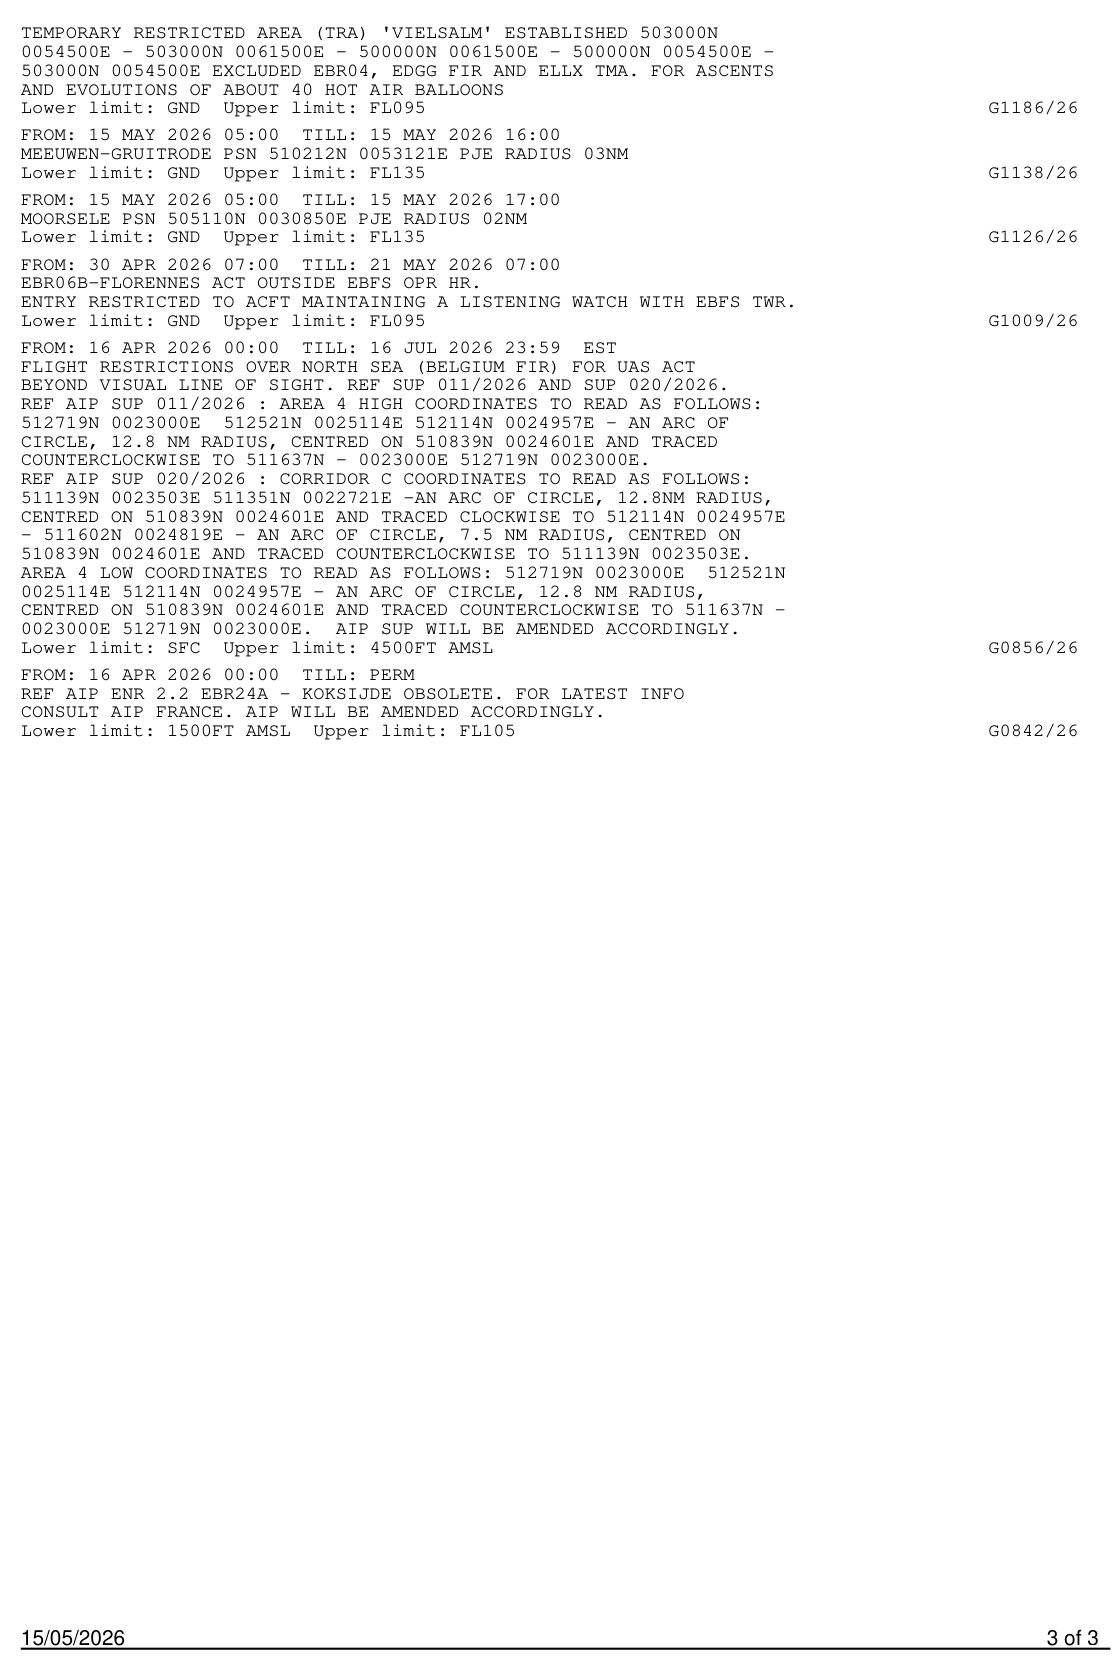 TEMPORARY RESTRICTED AREA (TRA) 'VIELSALM' ESTABLISHED 503000N
0054500E - 503000N 0061500E - 500000N 0061500E - 500000N 0054500E -
503000N 0054500E EXCLUDED EBR04, EDGG FIR AND ELLX TMA. FOR ASCENTS
AND EVOLUTIONS OF ABOUT 40 HOT AIR BALLOONS
Lower limit: GND  Upper limit: FL095 G1186/26
FROM: 15 MAY 2026 05:00  TILL: 15 MAY 2026 16:00
MEEUWEN-GRUITRODE PSN 510212N 0053121E PJE RADIUS 03NM
Lower limit: GND  Upper limit: FL135 G1138/26
FROM: 15 MAY 2026 05:00  TILL: 15 MAY 2026 17:00
MOORSELE PSN 505110N 0030850E PJE RADIUS 02NM
Lower limit: GND  Upper limit: FL135 G1126/26
FROM: 30 APR 2026 07:00  TILL: 21 MAY 2026 07:00
EBR06B-FLORENNES ACT OUTSIDE EBFS OPR HR.
ENTRY RESTRICTED TO ACFT MAINTAINING A LISTENING WATCH WITH EBFS TWR.
Lower limit: GND  Upper limit: FL095 G1009/26
FROM: 16 APR 2026 00:00  TILL: 16 JUL 2026 23:59  EST
FLIGHT RESTRICTIONS OVER NORTH SEA (BELGIUM FIR) FOR UAS ACT
BEYOND VISUAL LINE OF SIGHT. REF SUP 011/2026 AND SUP 020/2026.
REF AIP SUP 011/2026 : AREA 4 HIGH COORDINATES TO READ AS FOLLOWS:
512719N 0023000E  512521N 0025114E 512114N 0024957E - AN ARC OF
CIRCLE, 12.8 NM RADIUS, CENTRED ON 510839N 0024601E AND TRACED
COUNTERCLOCKWISE TO 511637N - 0023000E 512719N 0023000E.
REF AIP SUP 020/2026 : CORRIDOR C COORDINATES TO READ AS FOLLOWS:
511139N 0023503E 511351N 0022721E -AN ARC OF CIRCLE, 12.8NM RADIUS,
CENTRED ON 510839N 0024601E AND TRACED CLOCKWISE TO 512114N 0024957E
- 511602N 0024819E - AN ARC OF CIRCLE, 7.5 NM RADIUS, CENTRED ON
510839N 0024601E AND TRACED COUNTERCLOCKWISE TO 511139N 0023503E.
AREA 4 LOW COORDINATES TO READ AS FOLLOWS: 512719N 0023000E  512521N
0025114E 512114N 0024957E - AN ARC OF CIRCLE, 12.8 NM RADIUS,
CENTRED ON 510839N 0024601E AND TRACED COUNTERCLOCKWISE TO 511637N -
0023000E 512719N 0023000E.  AIP SUP WILL BE AMENDED ACCORDINGLY.
Lower limit: SFC  Upper limit: 4500FT AMSL G0856/26
FROM: 16 APR 2026 00:00  TILL: PERM
REF AIP ENR 2.2 EBR24A - KOKSIJDE OBSOLETE. FOR LATEST INFO
CONSULT AIP FRANCE. AIP WILL BE AMENDED ACCORDINGLY.
Lower limit: 1500FT AMSL  Upper limit: FL105 G0842/26
15/05/2026 3 of 3